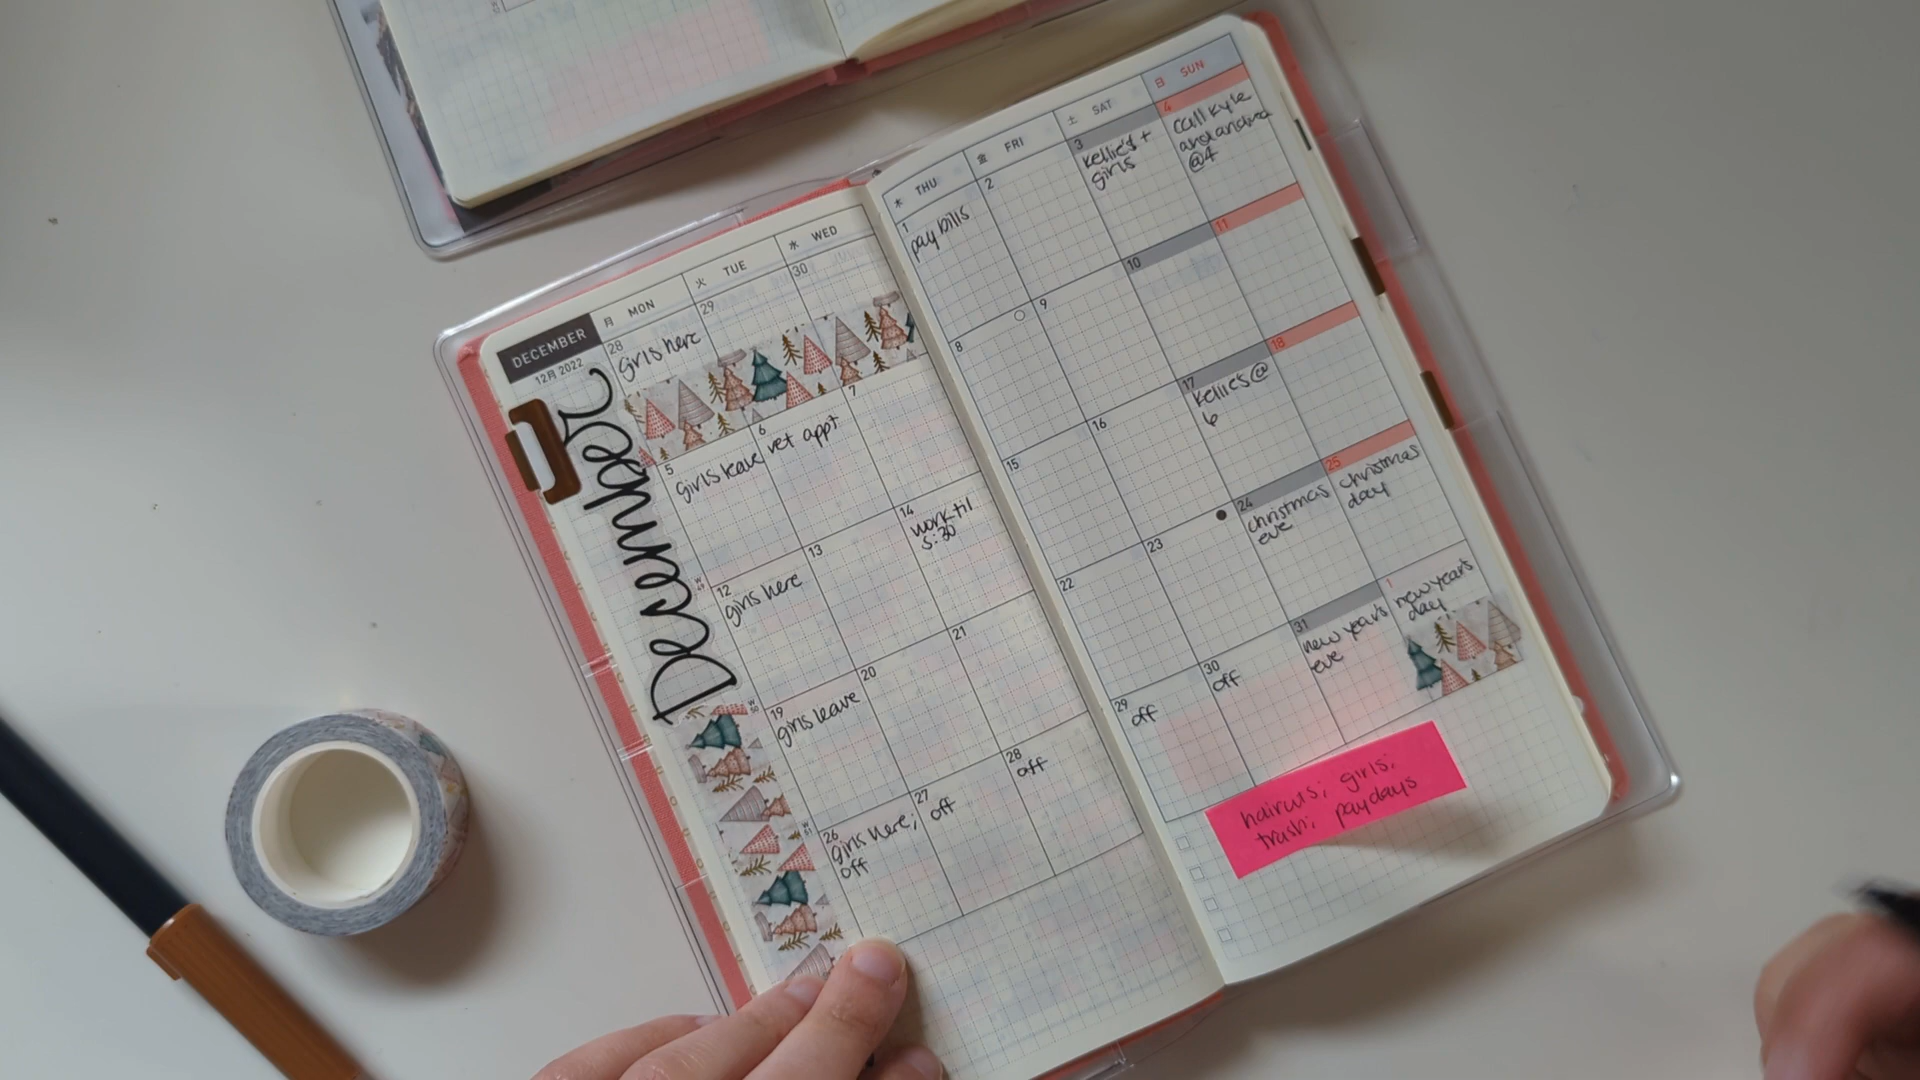 DECEMBER
12月 2022
December
月 MON
火 TUE
水 WED
木 THU
金 FRI
土 SAT
日 SUN
28
girls here
29
30
1
pay bills
2
3
kellie's +
girls
4
call kyle
and andrea
@4
5
girls leave
6
vet appt
7
8
9
10
11
12
girls here
13
14
work til
5:30
15
16
17
kellie's @
6
18
19
girls leave
20
21
22
23
24
christmas
eve
25
christmas
day
26
girls here;
off
27
off
28
off
29
off
30
off
31
new year's
eve
1
new years
day
haircuts; girls;
trash; paydays
W
50
W
51